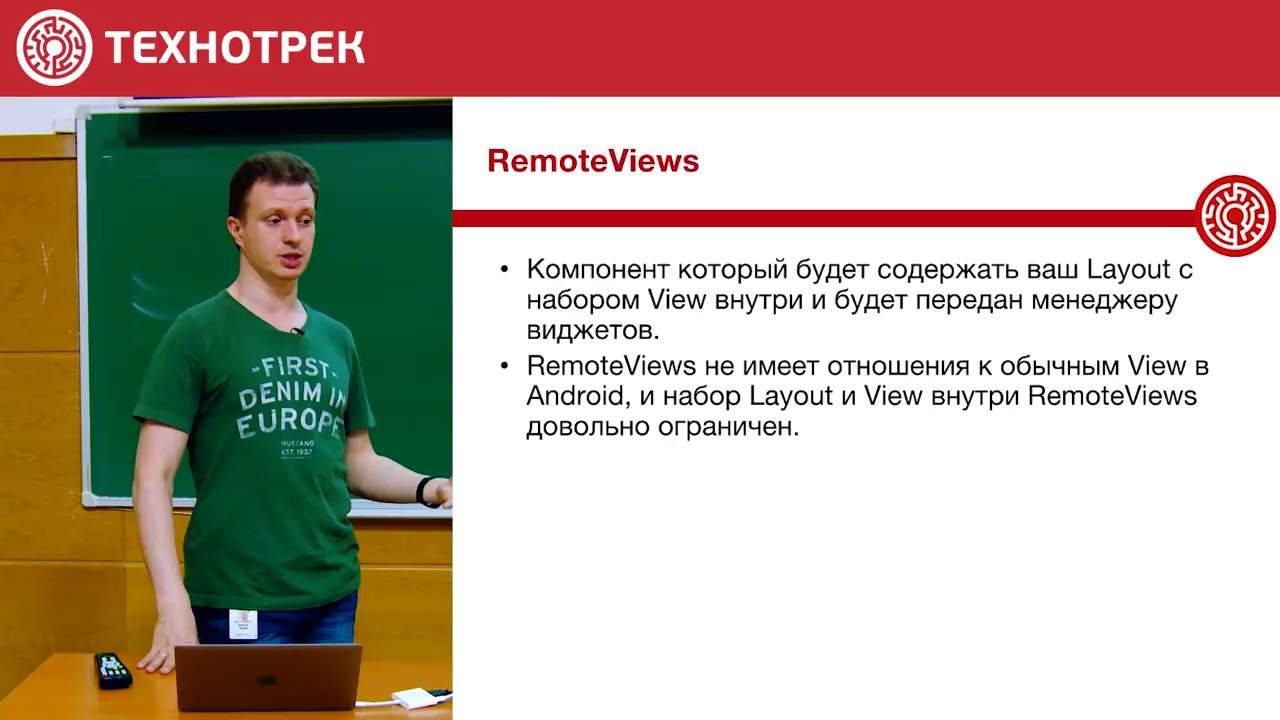 ТЕХНОТРЕК
RemoteViews
• Компонент который будет содержать ваш Layout с
набором View внутри и будет передан менеджеру
виджетов.
• RemoteViews не имеет отношения к обычным View в
Android, и набор Layout и View внутри RemoteViews
довольно ограничен.
-FIRST-
DENIM IN
EUROPE
MUSTANG
EST. 1932